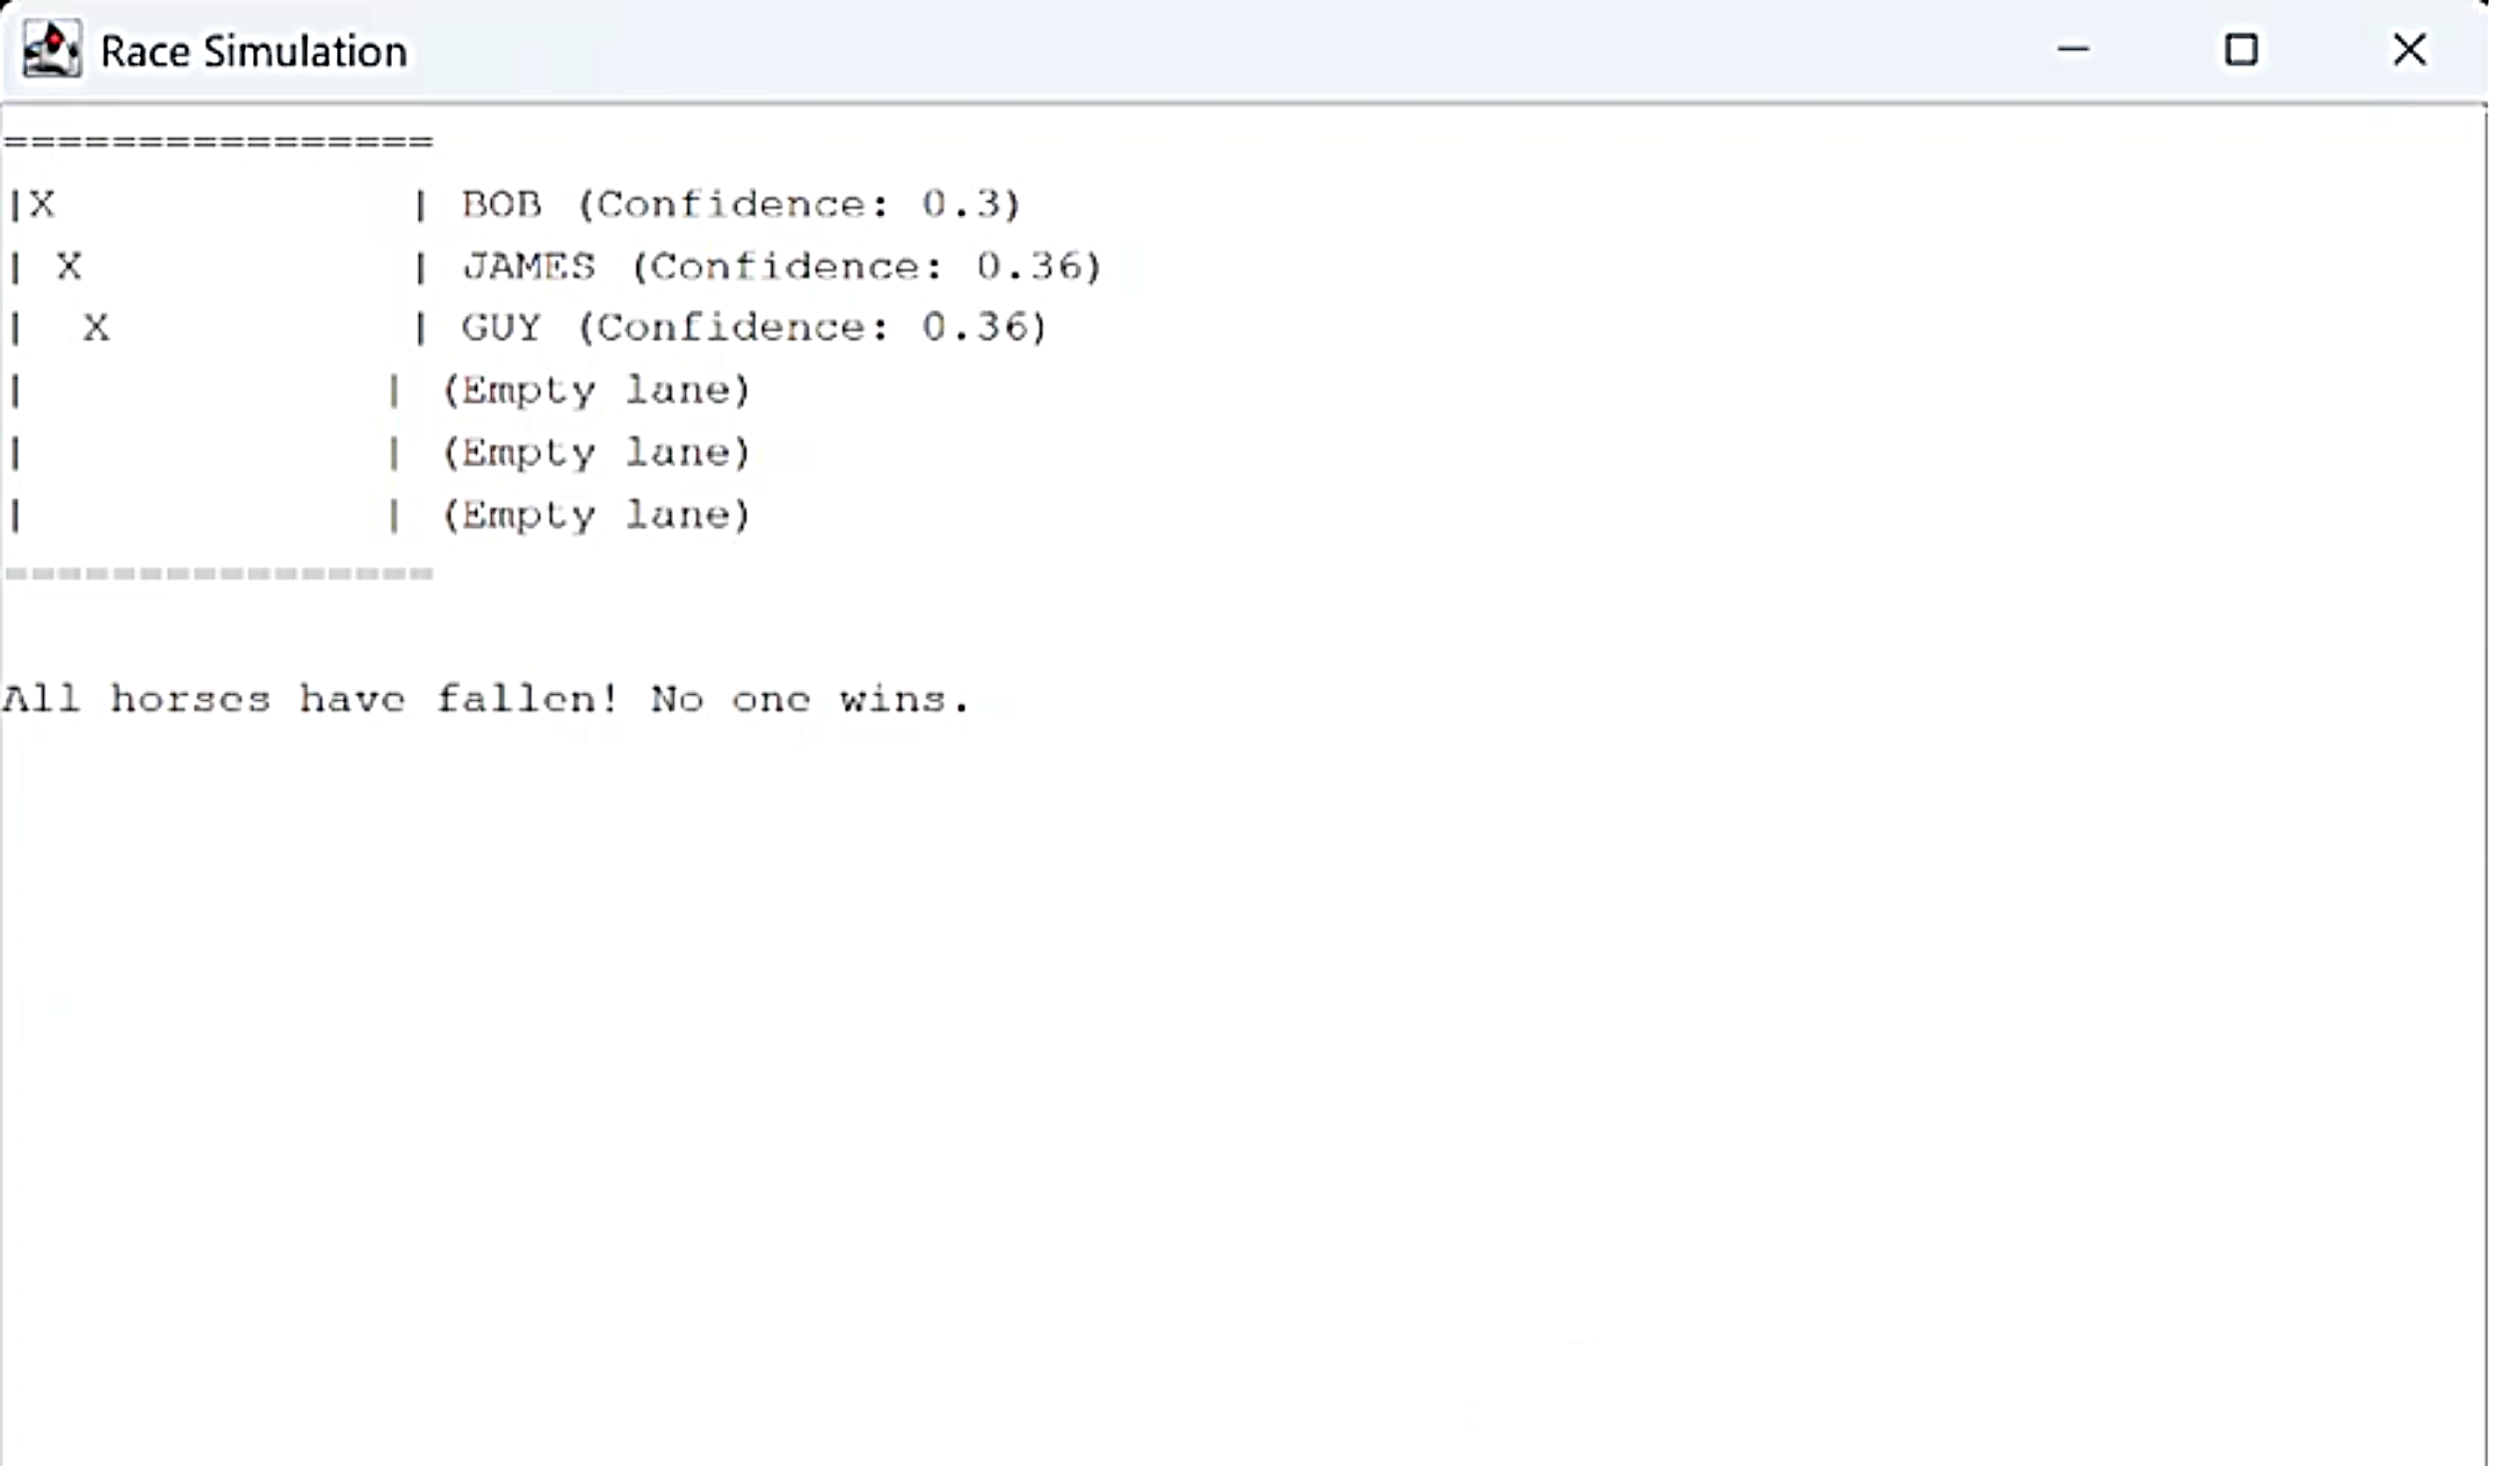 Race Simulation
================
|X              | BOB (Confidence: 0.3)
| X             | JAMES (Confidence: 0.36)
|  X            | GUY (Confidence: 0.36)
|              | (Empty lane)
|              | (Empty lane)
|              | (Empty lane)
================
All horses have fallen! No one wins.